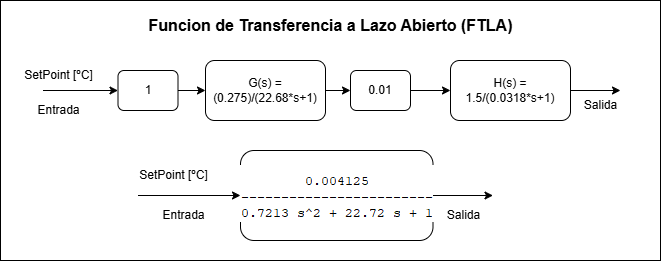 Funcion de Transferencia a Lazo Abierto (FTLA)
SetPoint [ºC]
Entrada
1
G(s) =
(0.275)/(22.68*s+1)
0.01
H(s) =
1.5/(0.0318*s+1)
Salida
SetPoint [ºC]
Entrada
0.004125
-----------------------
0.7213 s^2 + 22.72 s + 1
Salida